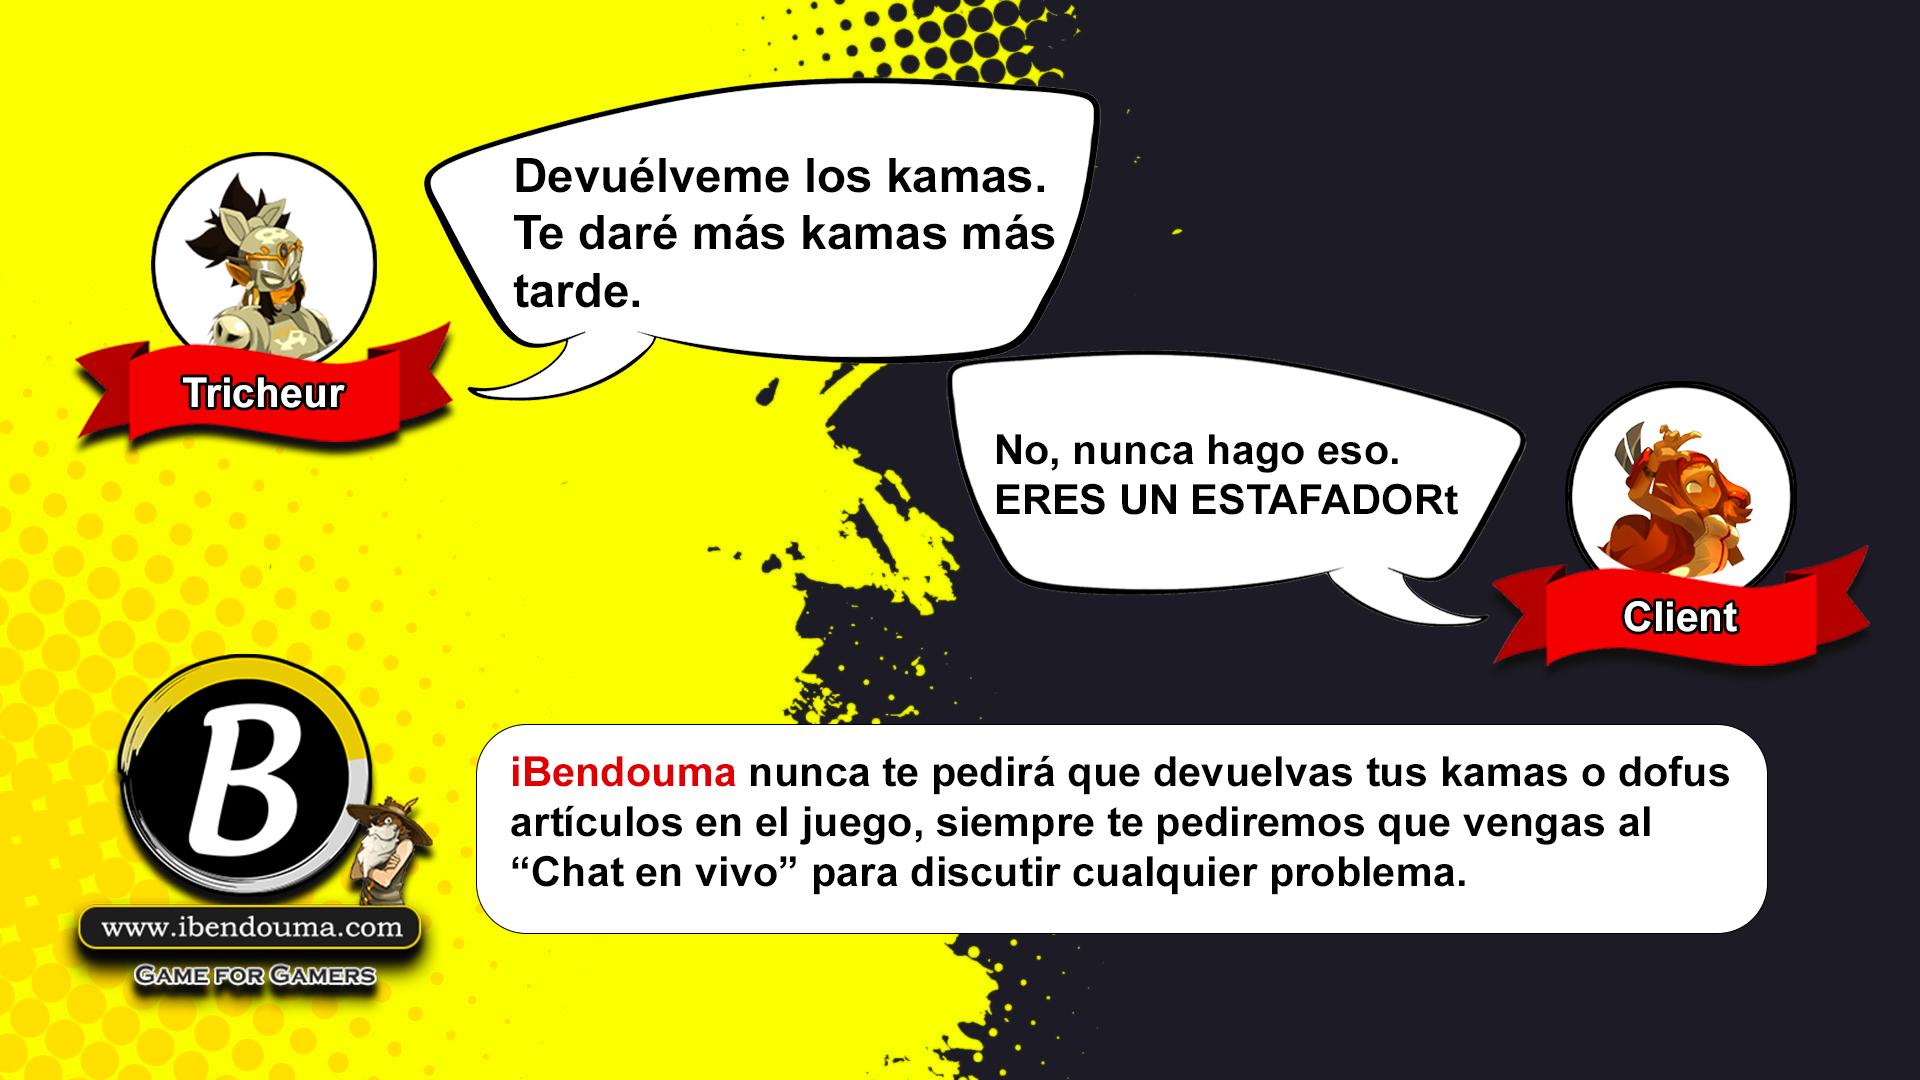 Devuélveme los kamas.
Te daré más kamas más
tarde.
Tricheur
No, nunca hago eso.
ERES UN ESTAFADORt
Client
B
www.ibendouma.com
GAME FOR GAMERS
iBendouma nunca te pedirá que devuelvas tus kamas o dofus
artículos en el juego, siempre te pediremos que vengas al
“Chat en vivo” para discutir cualquier problema.